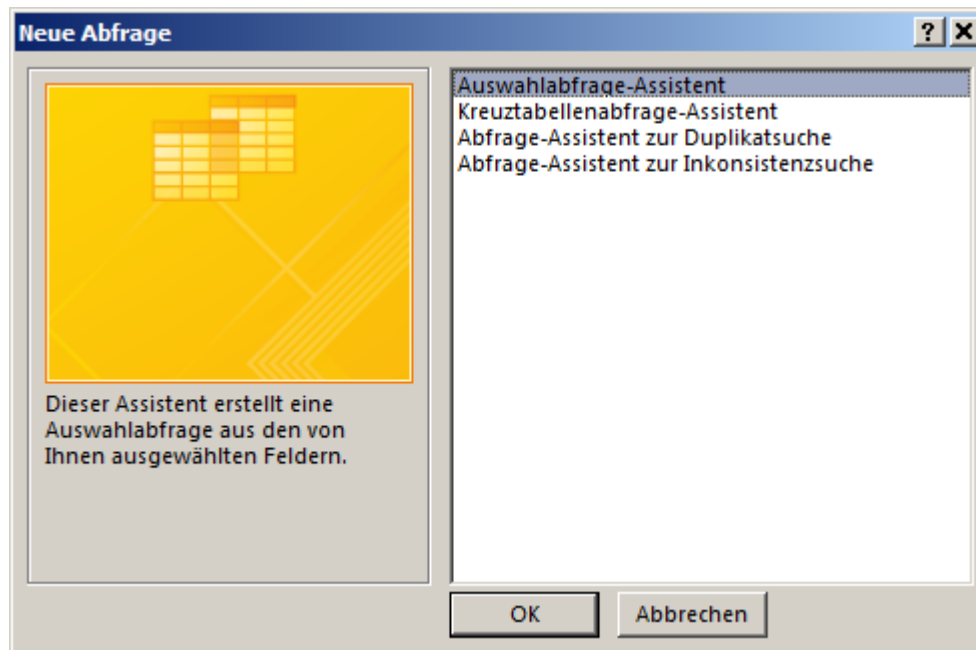 Neue Abfrage
Auswahlabfrage-Assistent
Kreuztabellenabfrage-Assistent
Abfrage-Assistent zur Duplikatsuche
Abfrage-Assistent zur Inkonsistenzsuche
Dieser Assistent erstellt eine
Auswahlabfrage aus den von
Ihnen ausgewählten Feldern.
OK
Abbrechen